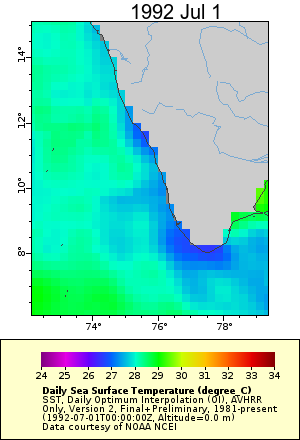 1992 Jul 1
14°
12°
10°
8°
74° 76° 78°
24 25 26 27 28 29 30 31 32 33 34
Daily Sea Surface Temperature (degree_C)
SST, Daily Optimum Interpolation (OI), AVHRR
Only, Version 2, Final+Preliminary, 1981-present
(1992-07-01T00:00:00Z, Altitude=0.0 m)
Data courtesy of NOAA NCEI